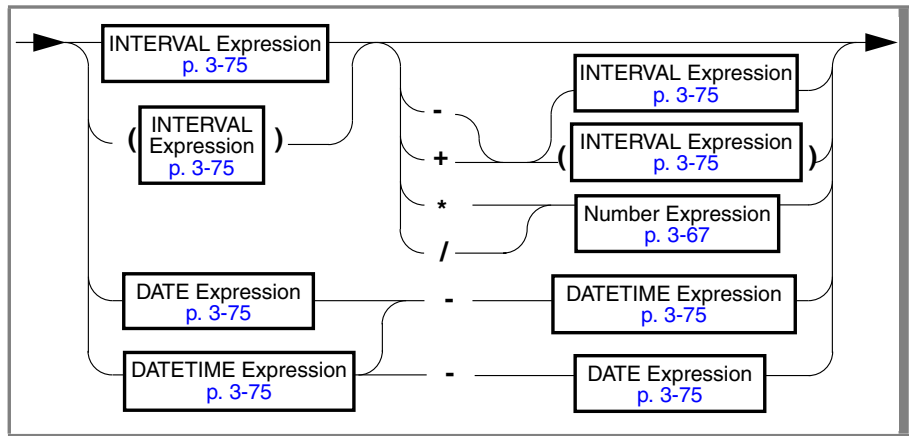 INTERVAL Expression
p. 3-75
(
INTERVAL
Expression
p. 3-75
)
-
+
*
/
INTERVAL Expression
p. 3-75
(
INTERVAL Expression
p. 3-75
)
Number Expression
p. 3-67
DATE Expression
p. 3-75
-
DATETIME Expression
p. 3-75
DATETIME Expression
p. 3-75
-
DATE Expression
p. 3-75